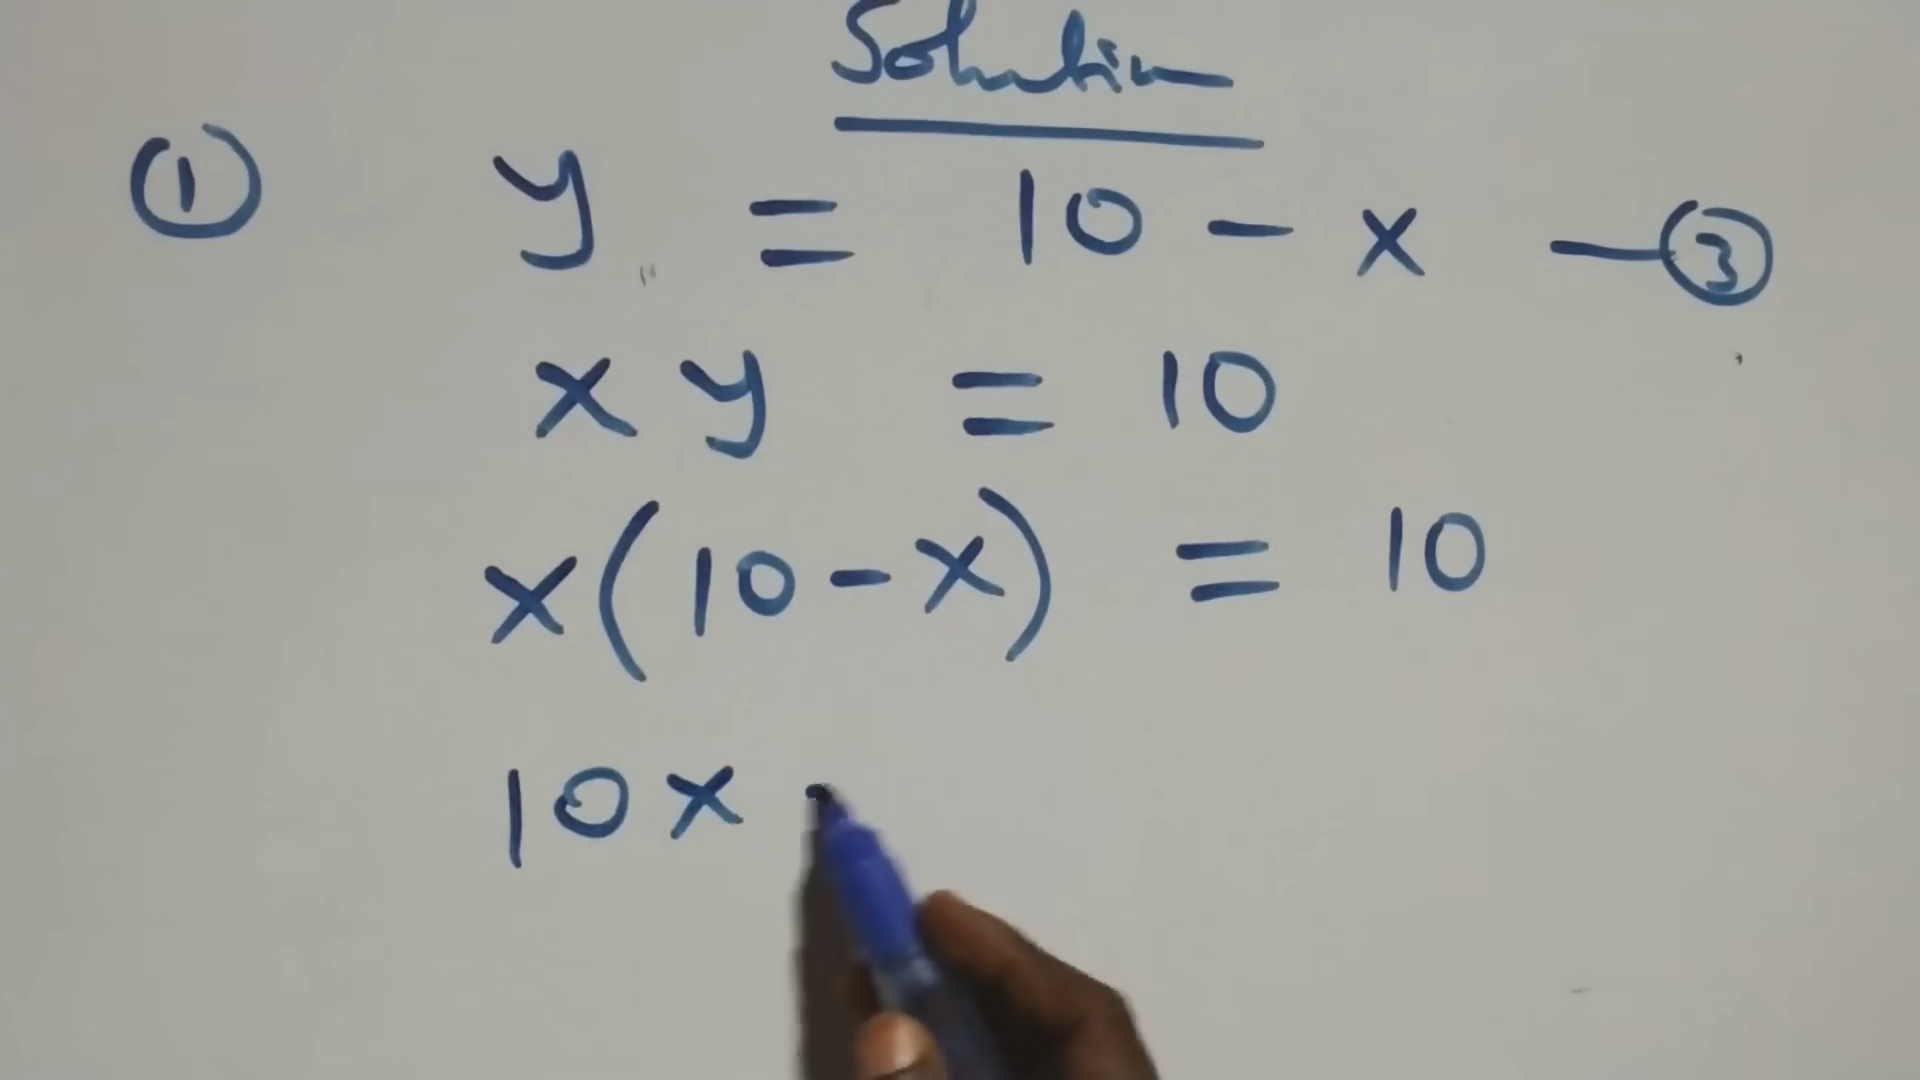 Solution
① y = 10 - x —③
xy = 10
x(10 - x) = 10
10x